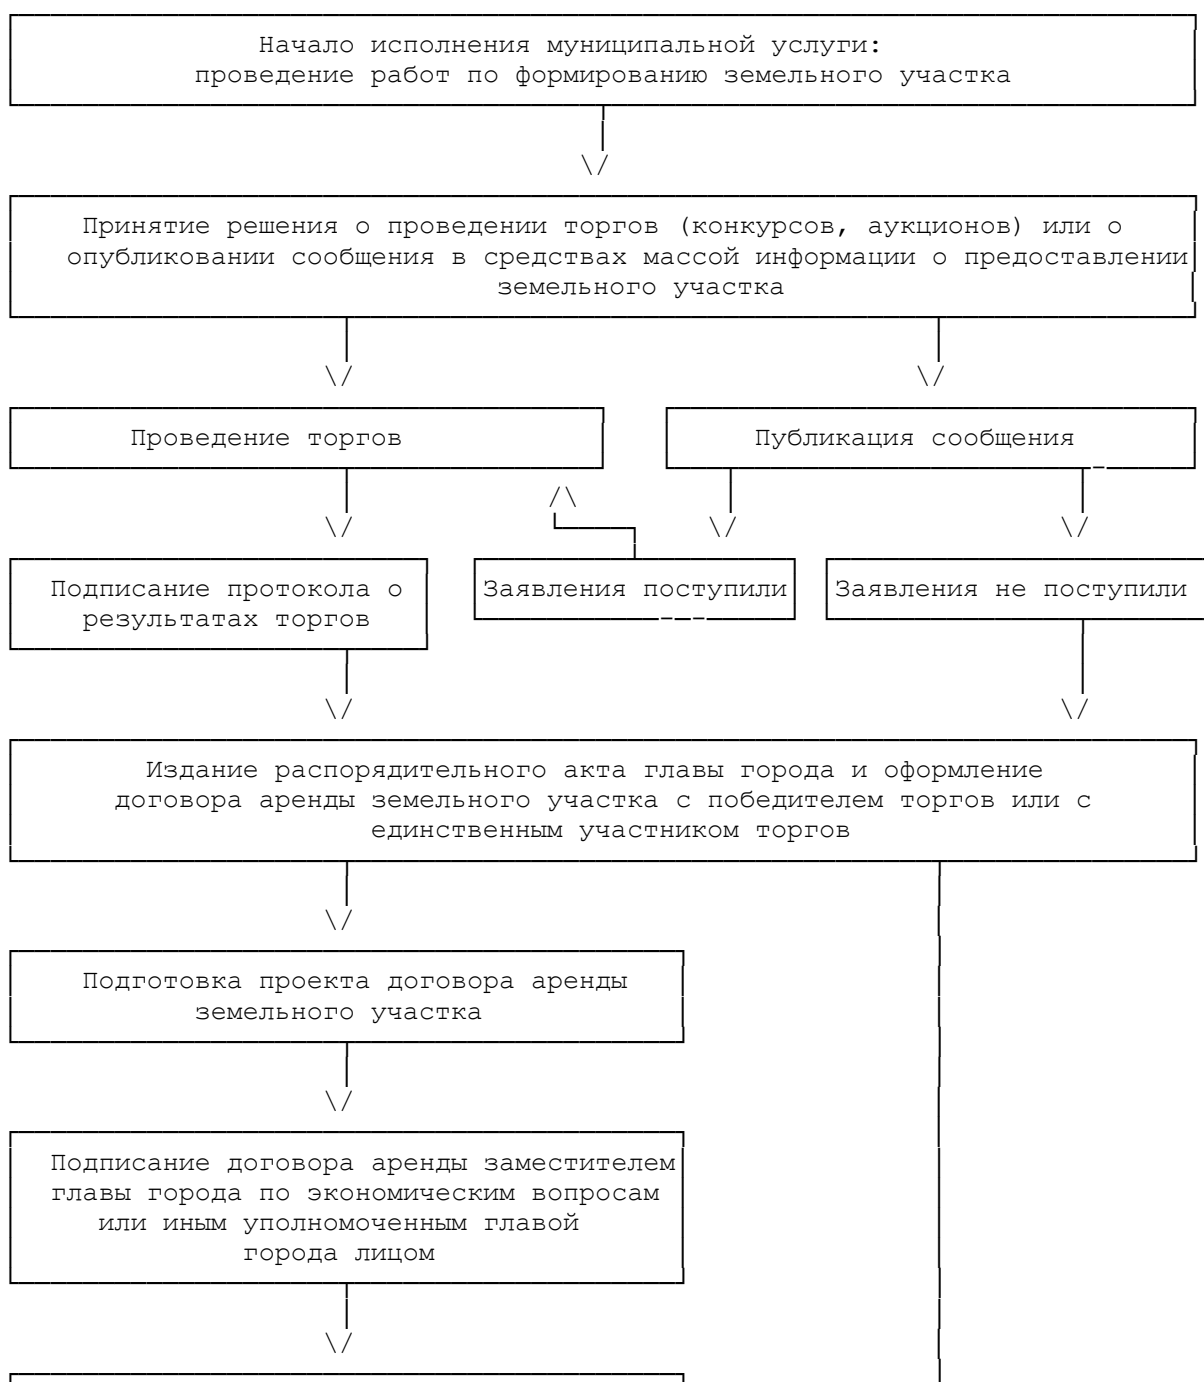 Начало исполнения муниципальной услуги:
проведение работ по формированию земельного участка
Принятие решения о проведении торгов (конкурсов, аукционов) или о
опубликовании сообщения в средствах массой информации о предоставлении
земельного участка
Проведение торгов
Публикация сообщения
Подписание протокола о
результатах торгов
Заявления поступили
Заявления не поступили
Издание распорядительного акта главы города и оформление
договора аренды земельного участка с победителем торгов или с
единственным участником торгов
Подготовка проекта договора аренды
земельного участка
Подписание договора аренды заместителем
главы города по экономическим вопросам
или иным уполномоченным главой
города лицом